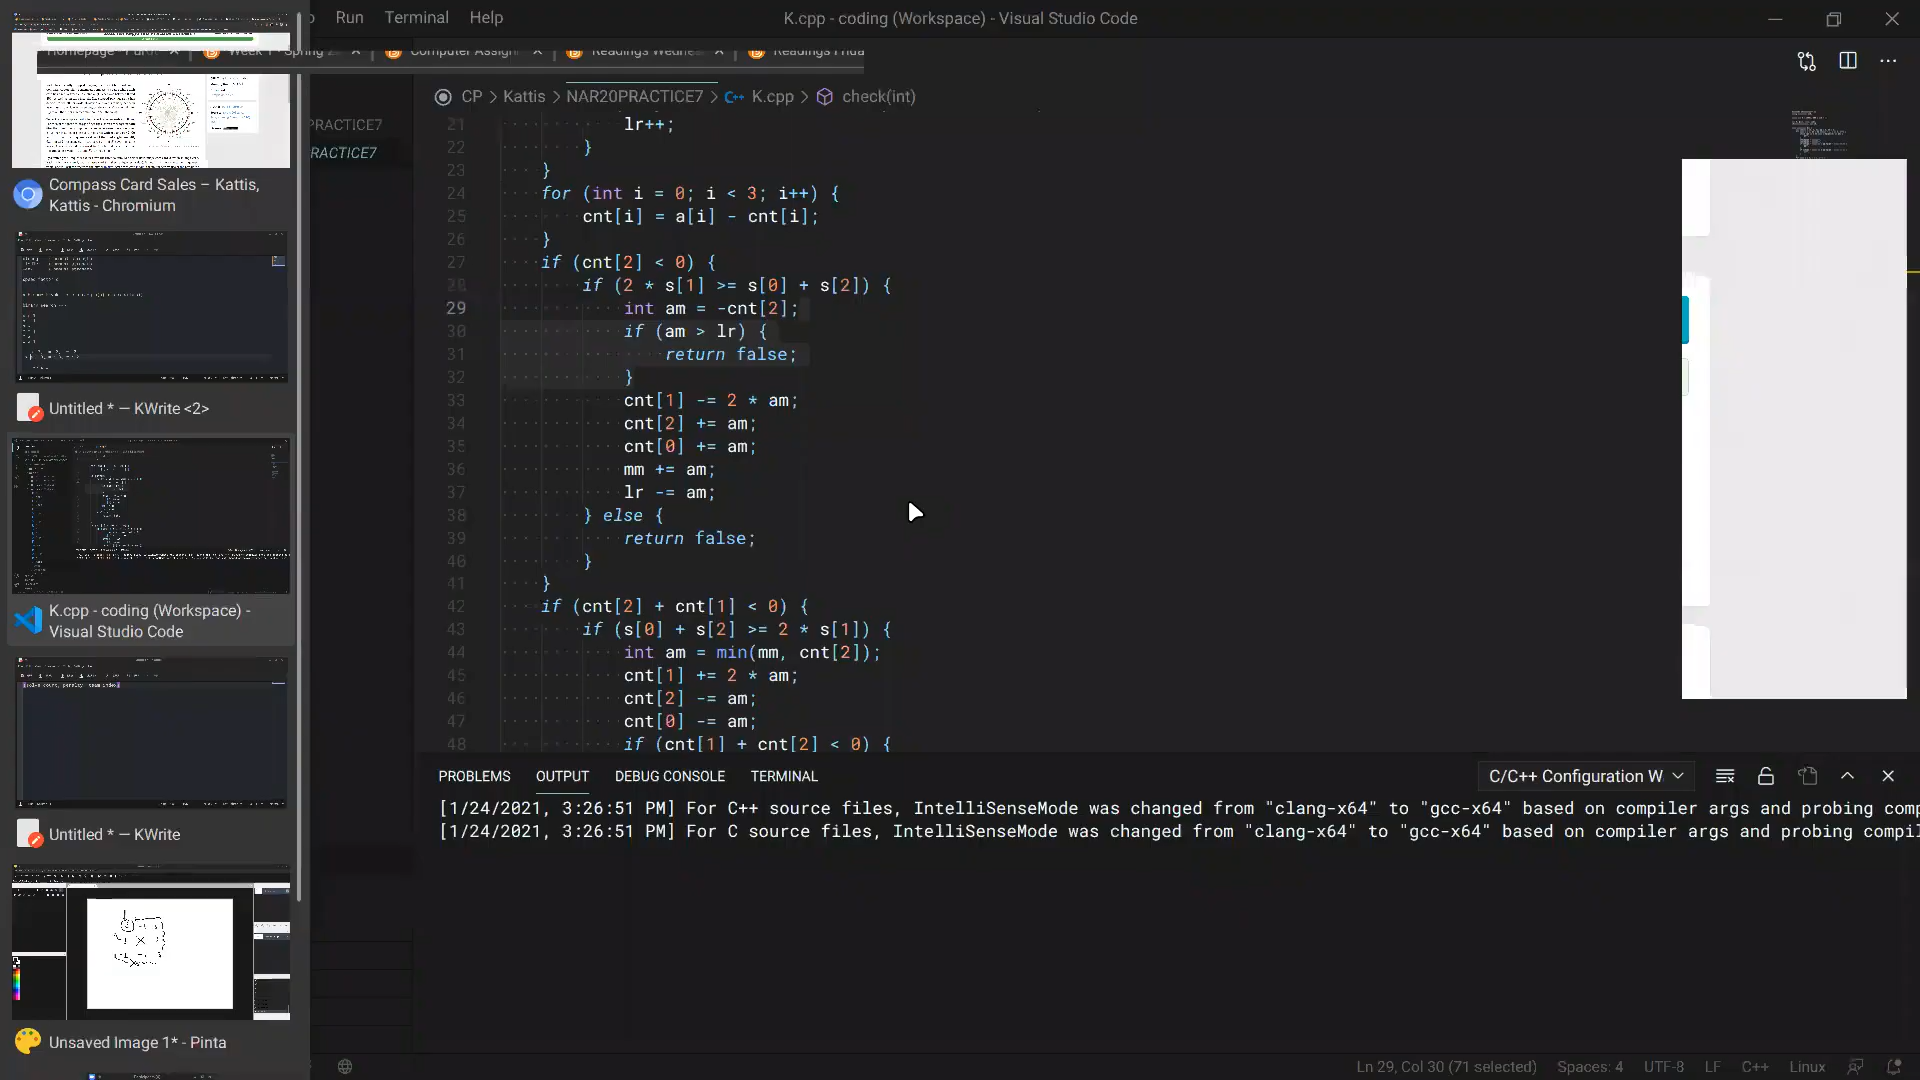 Run Terminal Help K.cpp - coding (Workspace) - Visual Studio Code
Week 1 - Spring 2 Computer Assign Readings Wedne Readings Frida
Compass Card Sales – Kattis,
Kattis - Chromium
Untitled * — KWrite <2>
K.cpp - coding (Workspace) -
Visual Studio Code
Untitled * — KWrite
Unsaved Image 1* - Pinta
PRACTICE7
RACTICE7
CP > Kattis > NAR20PRACTICE7 > K.cpp > check(int)
21 lr++;
22 }
23 }
24 for (int i = 0; i < 3; i++) {
25 cnt[i] = a[i] - cnt[i];
26 }
27 if (cnt[2] < 0) {
28 if (2 * s[1] >= s[0] + s[2]) {
29 int am = -cnt[2];
30 if (am > lr) {
31 return false;
32 }
33 cnt[1] -= 2 * am;
34 cnt[2] += am;
35 cnt[0] += am;
36 mm += am;
37 lr -= am;
38 } else {
39 return false;
40 }
41 }
42 if (cnt[2] + cnt[1] < 0) {
43 if (s[0] + s[2] >= 2 * s[1]) {
44 int am = min(mm, cnt[2]);
45 cnt[1] += 2 * am;
46 cnt[2] -= am;
47 cnt[0] -= am;
48 if (cnt[1] + cnt[2] < 0) {
PROBLEMS OUTPUT DEBUG CONSOLE TERMINAL C/C++ Configuration W
[1/24/2021, 3:26:51 PM] For C++ source files, IntelliSenseMode was changed from "clang-x64" to "gcc-x64" based on compiler args and probing comp
[1/24/2021, 3:26:51 PM] For C source files, IntelliSenseMode was changed from "clang-x64" to "gcc-x64" based on compiler args and probing compil
Ln 29, Col 30 (71 selected) Spaces: 4 UTF-8 LF C++ Linux